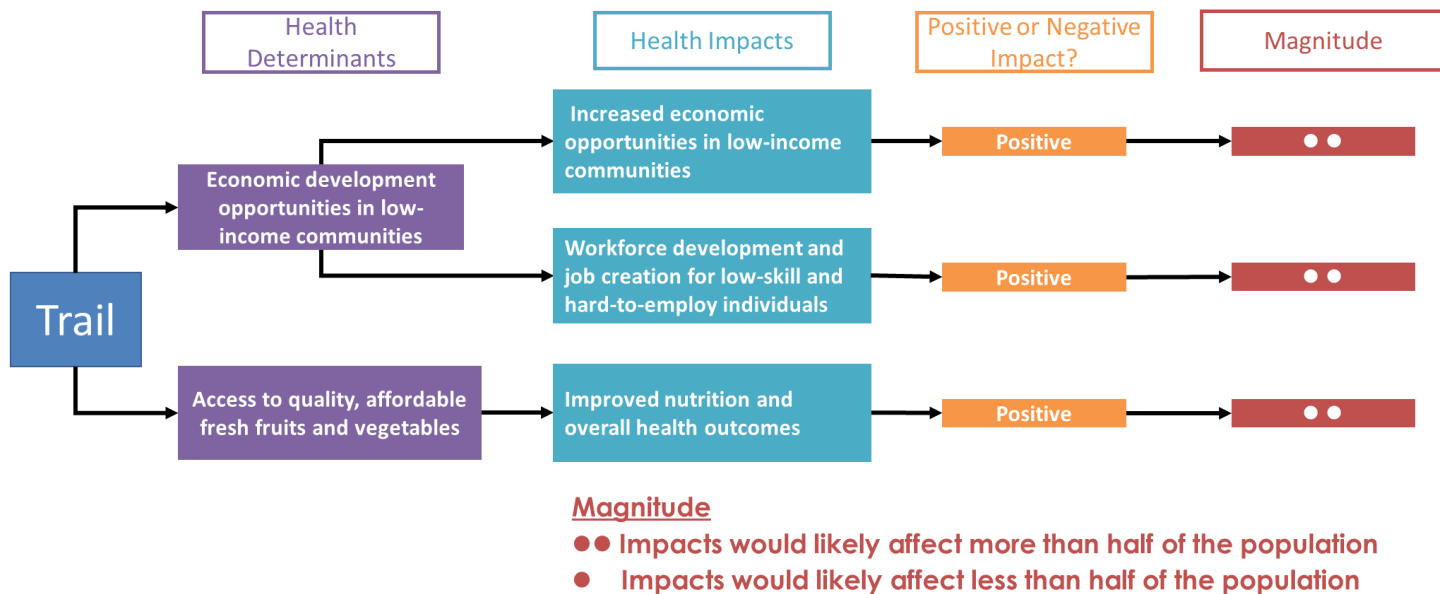 Health
Determinants
Health Impacts
Positive or Negative
Impact?
Magnitude
Trail
Economic development
opportunities in low-
income communities
Increased economic
opportunities in low-income
communities
Positive
●●
Workforce development and
job creation for low-skill and
hard-to-employ individuals
Positive
●●
Access to quality, affordable
fresh fruits and vegetables
Improved nutrition and
overall health outcomes
Positive
●●
Magnitude
●● Impacts would likely affect more than half of the population
● Impacts would likely affect less than half of the population